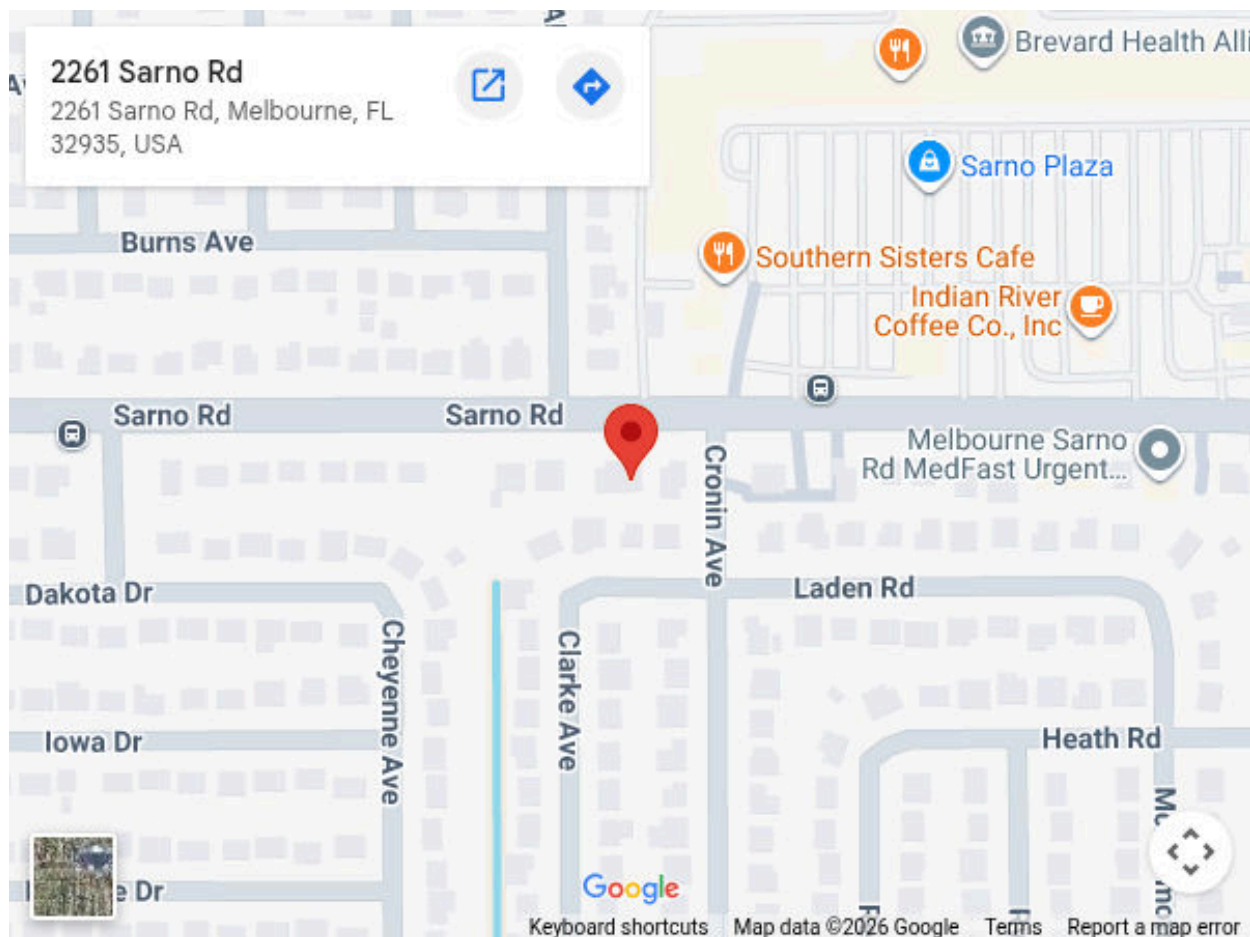 2261 Sarno Rd
2261 Sarno Rd, Melbourne, FL
32935, USA
Brevard Health Alli
Sarno Plaza
Burns Ave
Southern Sisters Cafe
Indian River
Coffee Co., Inc
Sarno Rd
Sarno Rd
Melbourne Sarno
Rd MedFast Urgent...
Cronin Ave
Dakota Dr
Laden Rd
Cheyenne Ave
Clarke Ave
Iowa Dr
Heath Rd
Dr
Google
Keyboard shortcuts
Map data ©2026 Google
Terms
Report a map error